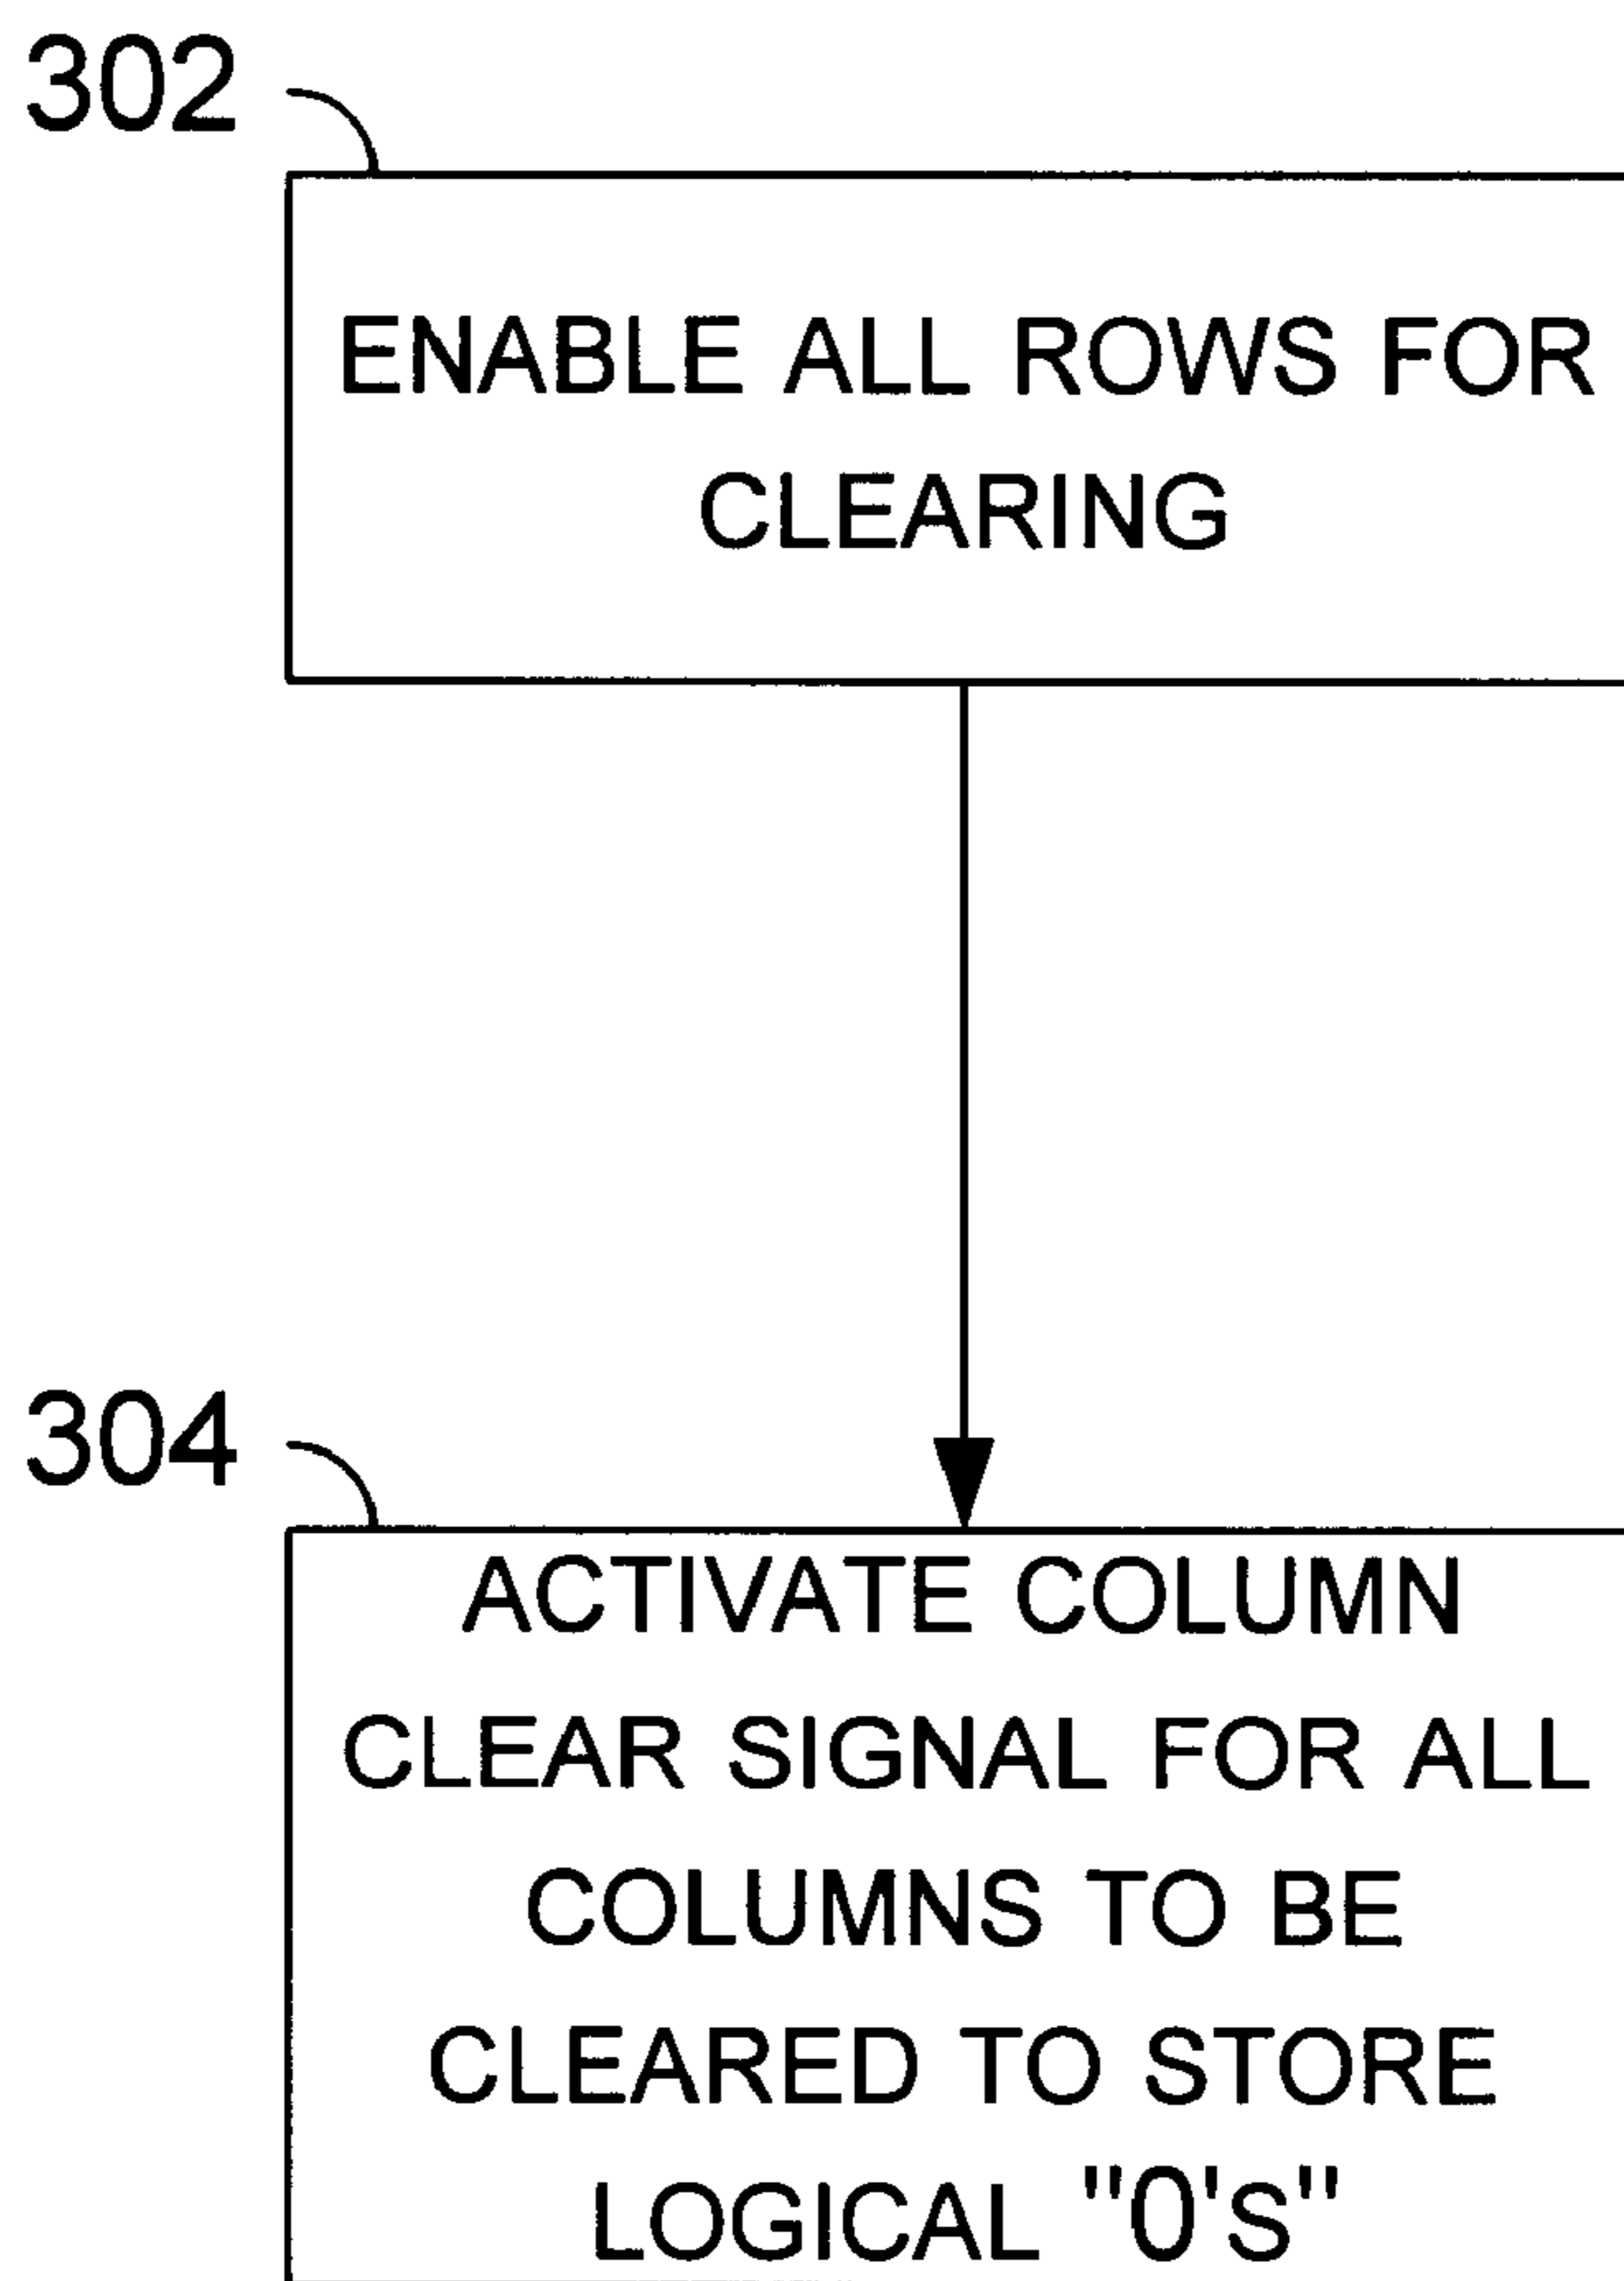 302
ENABLE ALL ROWS FOR
CLEARING
304
ACTIVATE COLUMN
CLEAR SIGNAL FOR ALL
COLUMNS TO BE
CLEARED TO STORE
LOGICAL "0'S"